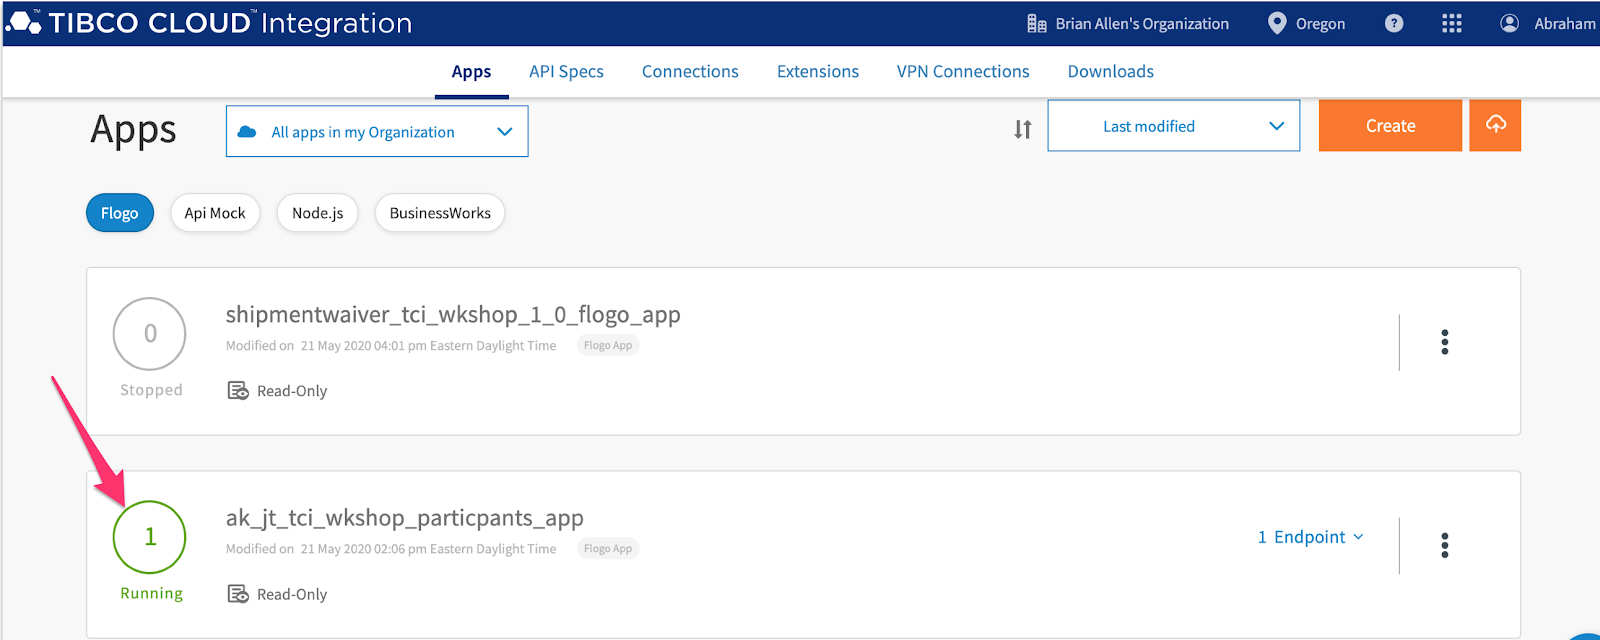 TIBCO CLOUD™ Integration
Brian Allen's Organization
Oregon
?
Abraham
Apps
API Specs
Connections
Extensions
VPN Connections
Downloads
Apps
All apps in my Organization
Last modified
Create
Flogo
Api Mock
Node.js
BusinessWorks
0
Stopped
shipmentwaiver_tci_wkshop_1_0_flogo_app
Modified on 21 May 2020 04:01 pm Eastern Daylight Time
Flogo App
Read-Only
1
Running
ak_jt_tci_wkshop_particpants_app
Modified on 21 May 2020 02:06 pm Eastern Daylight Time
Flogo App
Read-Only
1 Endpoint